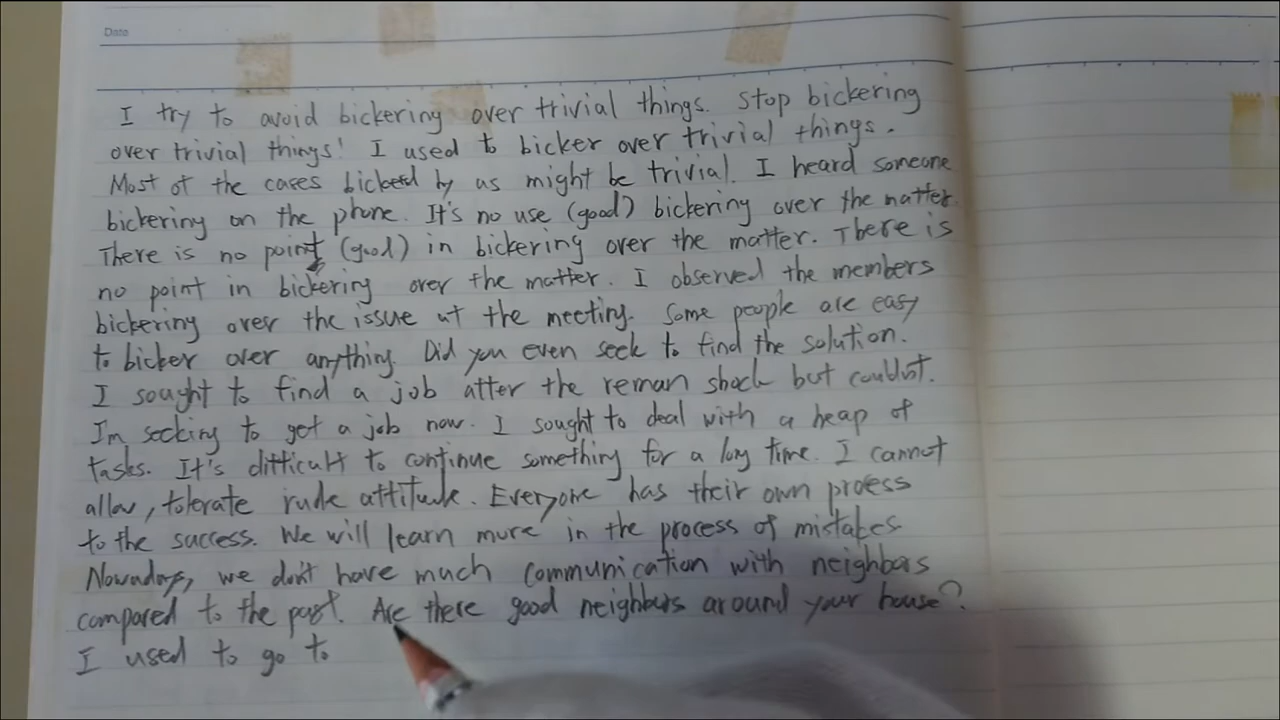 Date
I try to avoid bickering over trivial things. Stop bickering
over trivial things! I used to bicker over trivial things.
Most of the cases bickered by us might be trivial. I heard someone
bickering on the phone. It's no use (good) bickering over the matter.
There is no point (good) in bickering over the matter. There is
no point in bickering over the matter. I observed the members
bickering over the issue at the meeting. Some people are easy
to bicker over anything. Did you even seek to find the solution.
I sought to find a job after the reman shock but couldn't.
I'm seeking to get a job now. I sought to deal with a heap of
tasks. It's difficult to continue something for a long time. I cannot
allow, tolerate rude attitude. Everyone has their own process
to the success. We will learn more in the process of mistakes
Nowadays, we don't have much communication with neighbors
compared to the past. Are there good neighbors around your house?
I used to go to